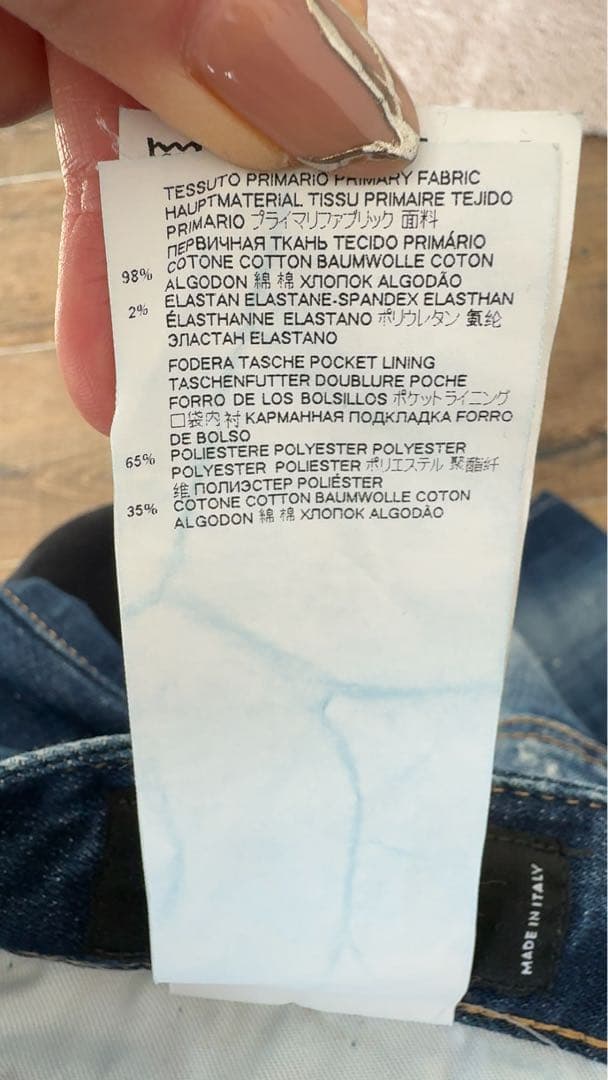 TESSUTO PRIMARIO PRIMARY FABRIC
HAUPTMATERIAL TISSU PRIMAIRE TEJIDO
PRIMARIO プライマリファブリック 面料
ПЕРВИЧНАЯ ТКАНЬ TECIDO PRIMÁRIO
98% COTONE COTTON BAUMWOLLE COTON
ALGODON 綿 棉 ХЛОПОК ALGODÃO
2% ELASTAN ELASTANE-SPANDEX ELASTHAN
ÉLASTHANNE ELASTANO ポリウレタン 氨纶
ЭЛАСТАН ELASTANO
FODERA TASCHE POCKET LINING
TASCHENFUTTER DOUBLURE POCHE
FORRO DE LOS BOLSILLOS ポケットライニング
口袋内衬 КАРМАННАЯ ПОДКЛАДКА FORRO
DE BOLSO
65% POLIESTERE POLYESTER POLYESTER
POLYESTER POLIESTER ポリエステル 聚酯纤
维 ПОЛИЭСТЕР POLIÉSTER
35% COTONE COTTON BAUMWOLLE COTON
ALGODON 綿 棉 ХЛОПОК ALGODÃO
MADE IN ITALY